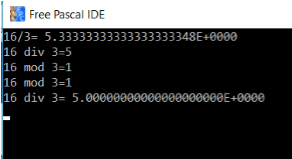 Free Pascal IDE
16/3= 5.33333333333333333348E+0000
16 div 3=5
16 mod 3=1
16 mod 3=1
16 div 3= 5.00000000000000000000E+0000